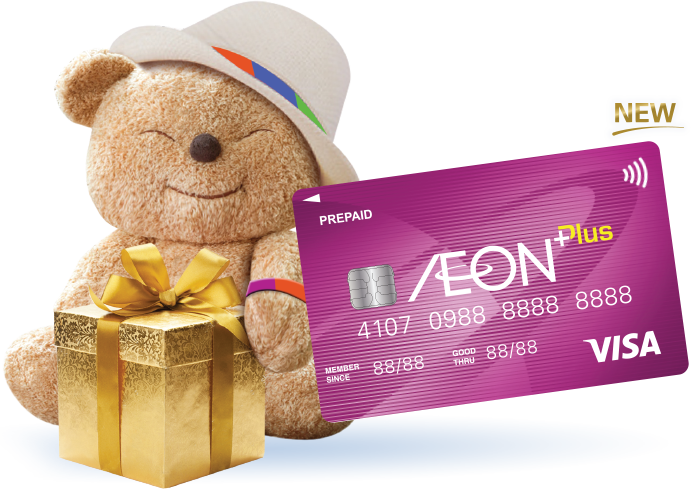 NEW
PREPAID
ÆON+Plus
4107 0988 8888 8888
MEMBER SINCE 88/88 GOOD THRU 88/88
VISA